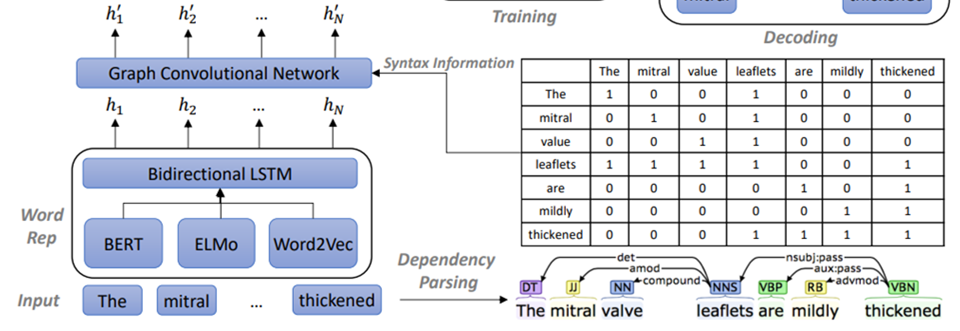 h′1 h′2 ... h′N
Training
mitral thickened
Decoding
Graph Convolutional Network
Syntax Information
h1 h2 ... hN
Bidirectional LSTM
Word Rep
BERT ELMo Word2Vec
Input The mitral ... thickened
Dependency Parsing
The mitral value leaflets are mildly thickened
The 1 0 0 1 0 0 0
mitral 0 1 0 1 0 0 0
value 0 0 1 1 0 0 0
leaflets 1 1 1 1 0 0 1
are 0 0 0 0 1 0 1
mildly 0 0 0 0 0 1 1
thickened 0 0 0 1 1 1 1
det nsubj:pass
amod aux:pass
compound advmod
DT JJ NN NNS VBP RB VBN
The mitral valve leaflets are mildly thickened